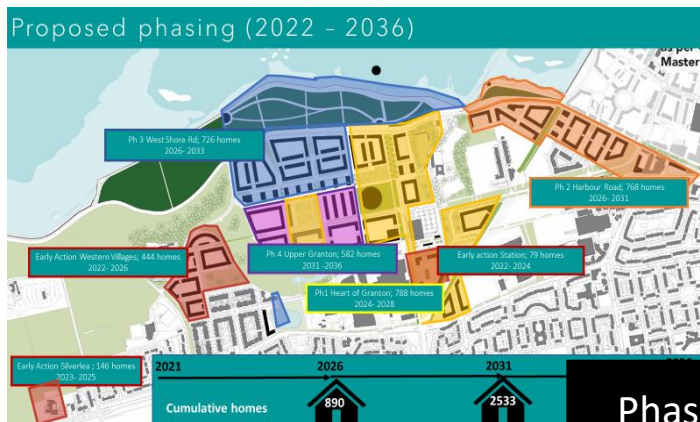 Proposed phasing (2022 – 2036)
as per
Master
Ph 3 West Shore Rd; 726 homes
2026- 2033
Ph 2 Harbour Road; 768 homes
2026- 2031
Early Action Western Villages; 444 homes
2022- 2026
Ph 4 Upper Granton; 582 homes
2031 -2036
Early action Station; 79 homes
2022- 2024
Ph1 Heart of Granton; 788 homes
2024- 2028
Early Action Silverlea ; 146 homes
2023- 2025
2021
2026
2031
Cumulative homes
890
2533
Phas